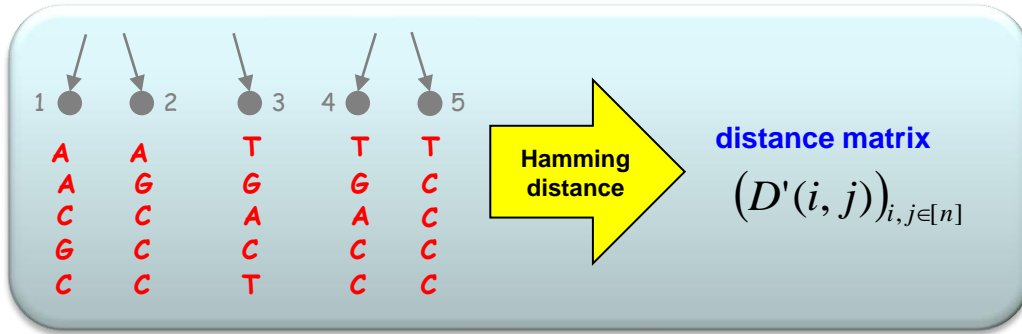 1 2 3 4 5
A A T T T
A G G G C
C C A A C
G C C C C
C C T C C
Hamming
distance
distance matrix
(D'(i, j))i, j∈[n]